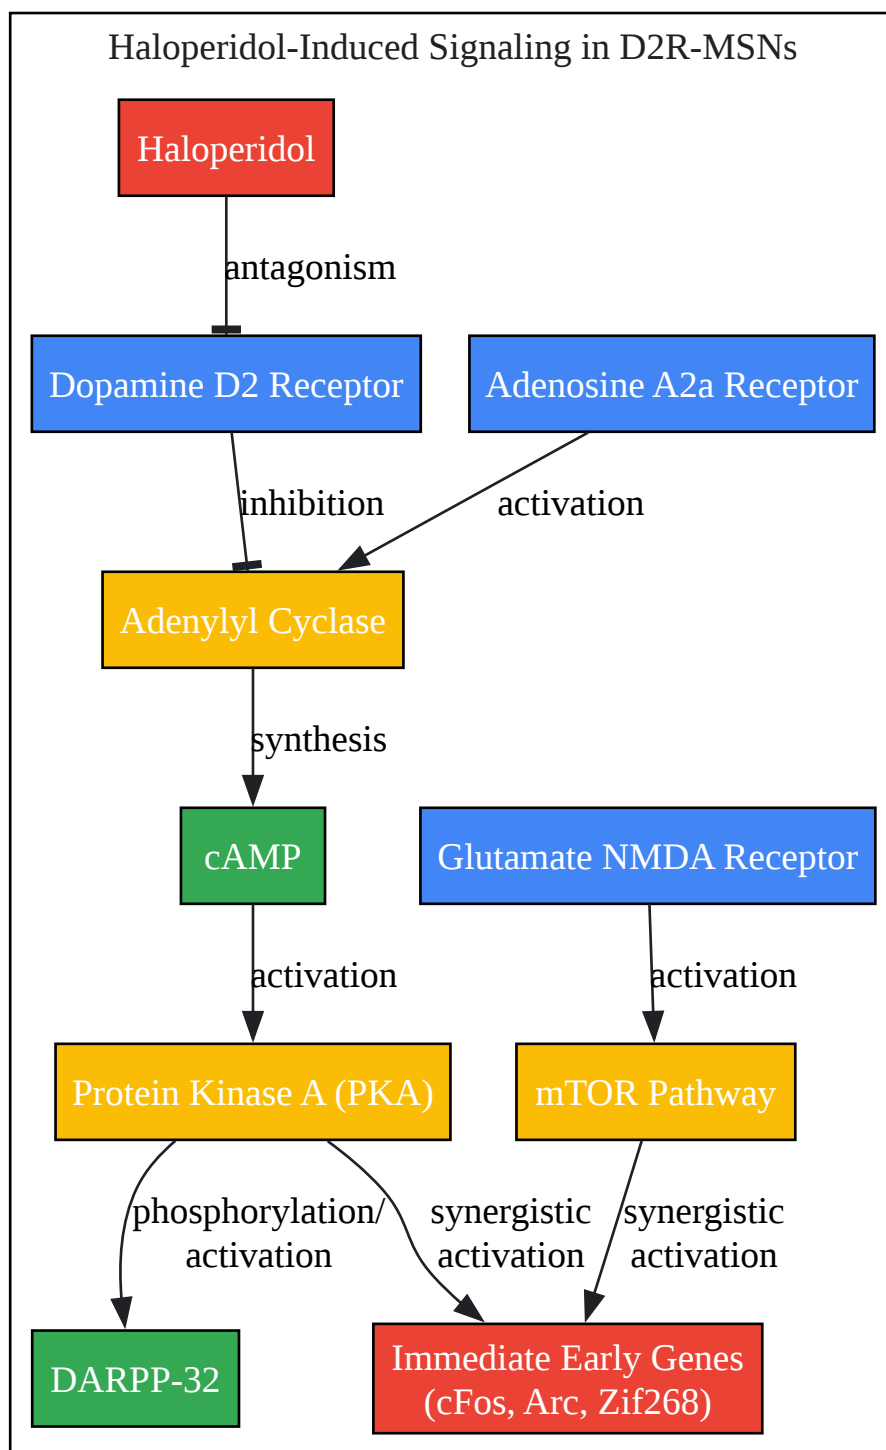 Haloperidol-Induced Signaling in D2R-MSNs
Haloperidol
antagonism
Dopamine D2 Receptor
Adenosine A2a Receptor
inhibition
activation
Adenylyl Cyclase
synthesis
cAMP
Glutamate NMDA Receptor
activation
activation
Protein Kinase A (PKA)
mTOR Pathway
phosphorylation/
activation
synergistic
activation
synergistic
activation
DARPP-32
Immediate Early Genes
(cFos, Arc, Zif268)